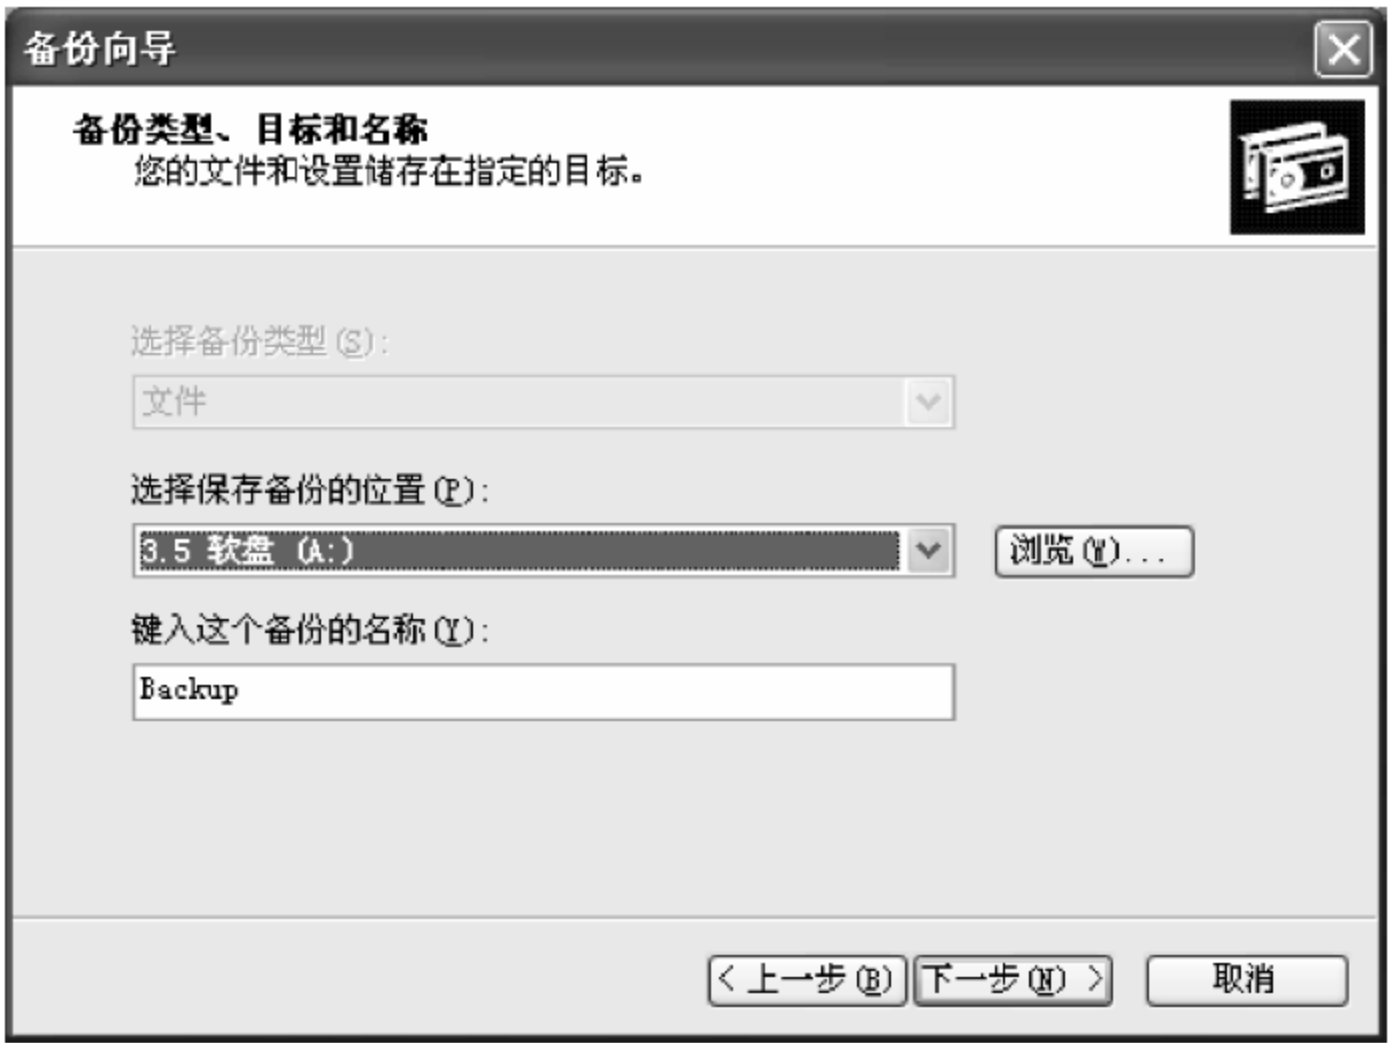 备份向导
备份类型、目标和名称
您的文件和设置储存在指定的目标。
选择备份类型(S):
文件
选择保存备份的位置(P):
3.5 软盘 (A:)
浏览(W)...
键入这个备份的名称(Y):
Backup
< 上一步(B)
下一步(N) >
取消